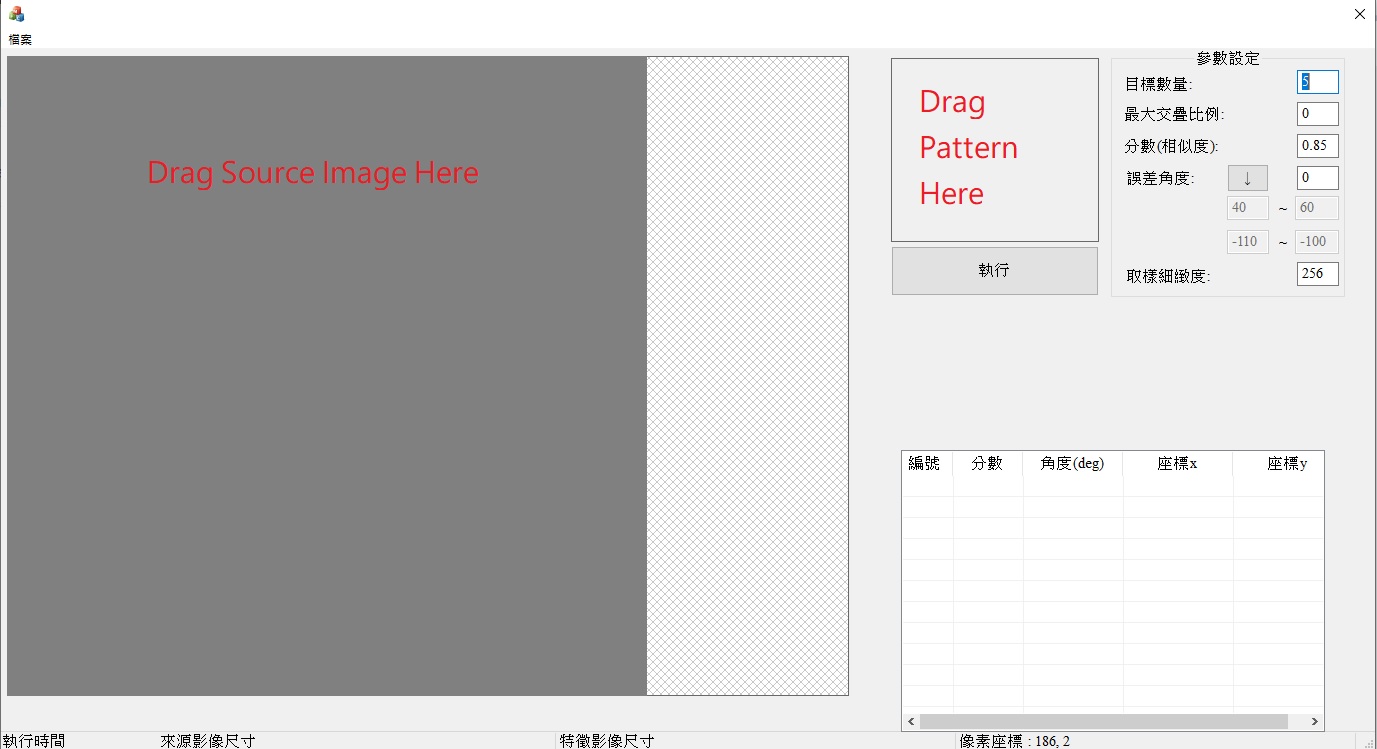 檔案
Drag Source Image Here
Drag
Pattern
Here
執行
參數設定
目標數量: 5
最大交疊比例: 0
分數(相似度): 0.85
誤差角度: ↓ 0
40 ~ 60
-110 ~ -100
取樣細緻度: 256
編號 分數 角度(deg) 座標x 座標y
執行時間 來源影像尺寸 特徵影像尺寸 像素座標 : 186, 2